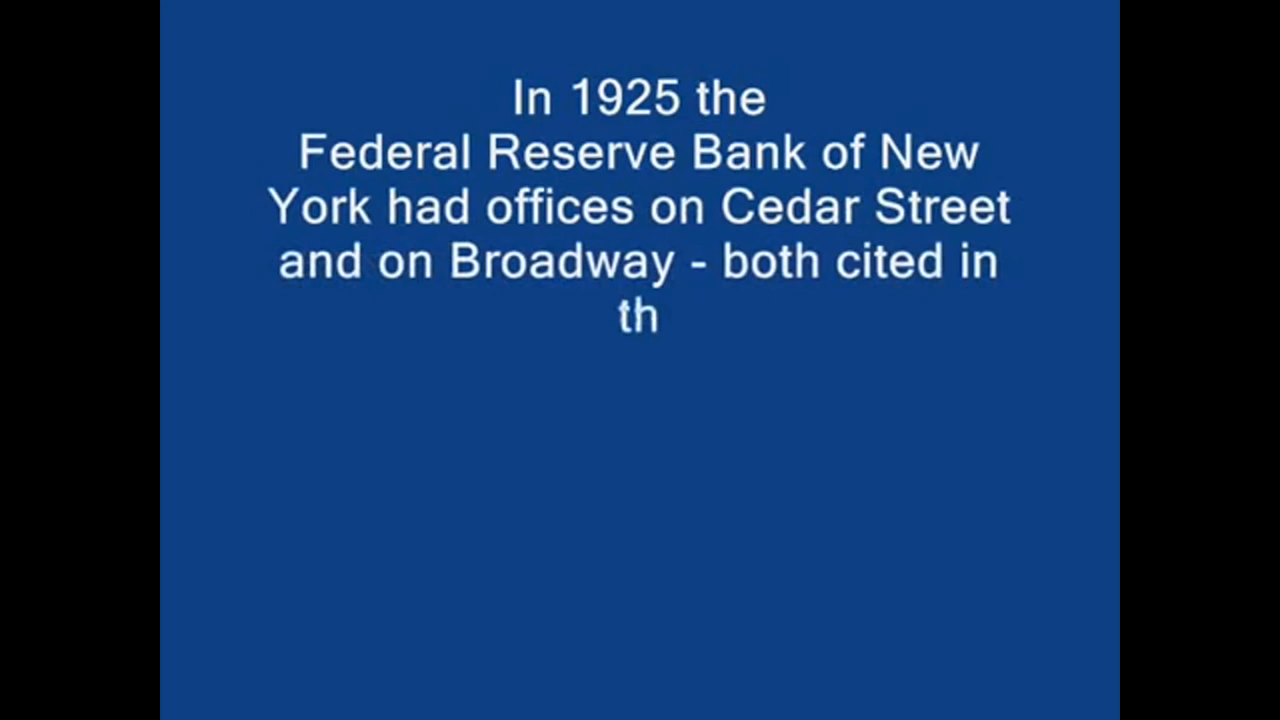 In 1925 the
Federal Reserve Bank of New
York had offices on Cedar Street
and on Broadway - both cited in
th